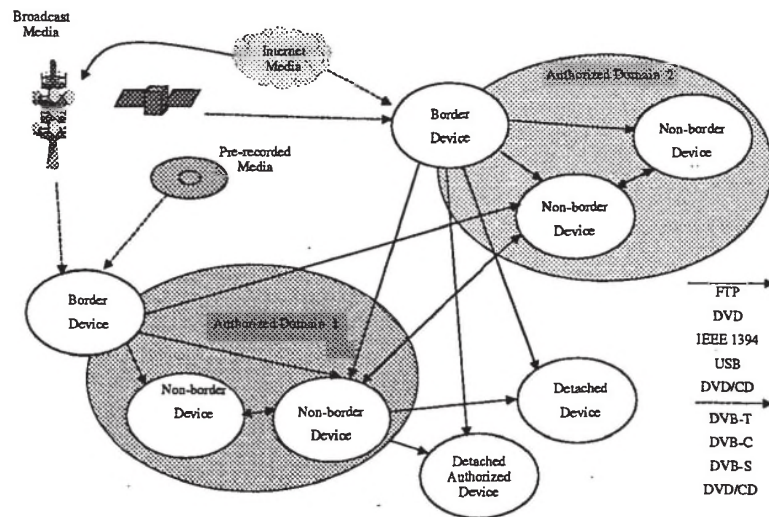 Broadcast
Media
Internet
Media
Authorized Domain 2
Border
Device
Non-border
Device
Pre-recorded
Media
Non-border
Device
Border
Device
Authorized Domain 1
Non-border
Device
Non-border
Device
Detached
Device
Detached
Authorized
Device
FTP
DVD
IEEE 1394
USB
DVD/CD
DVB-T
DVB-C
DVB-S
DVD/CD